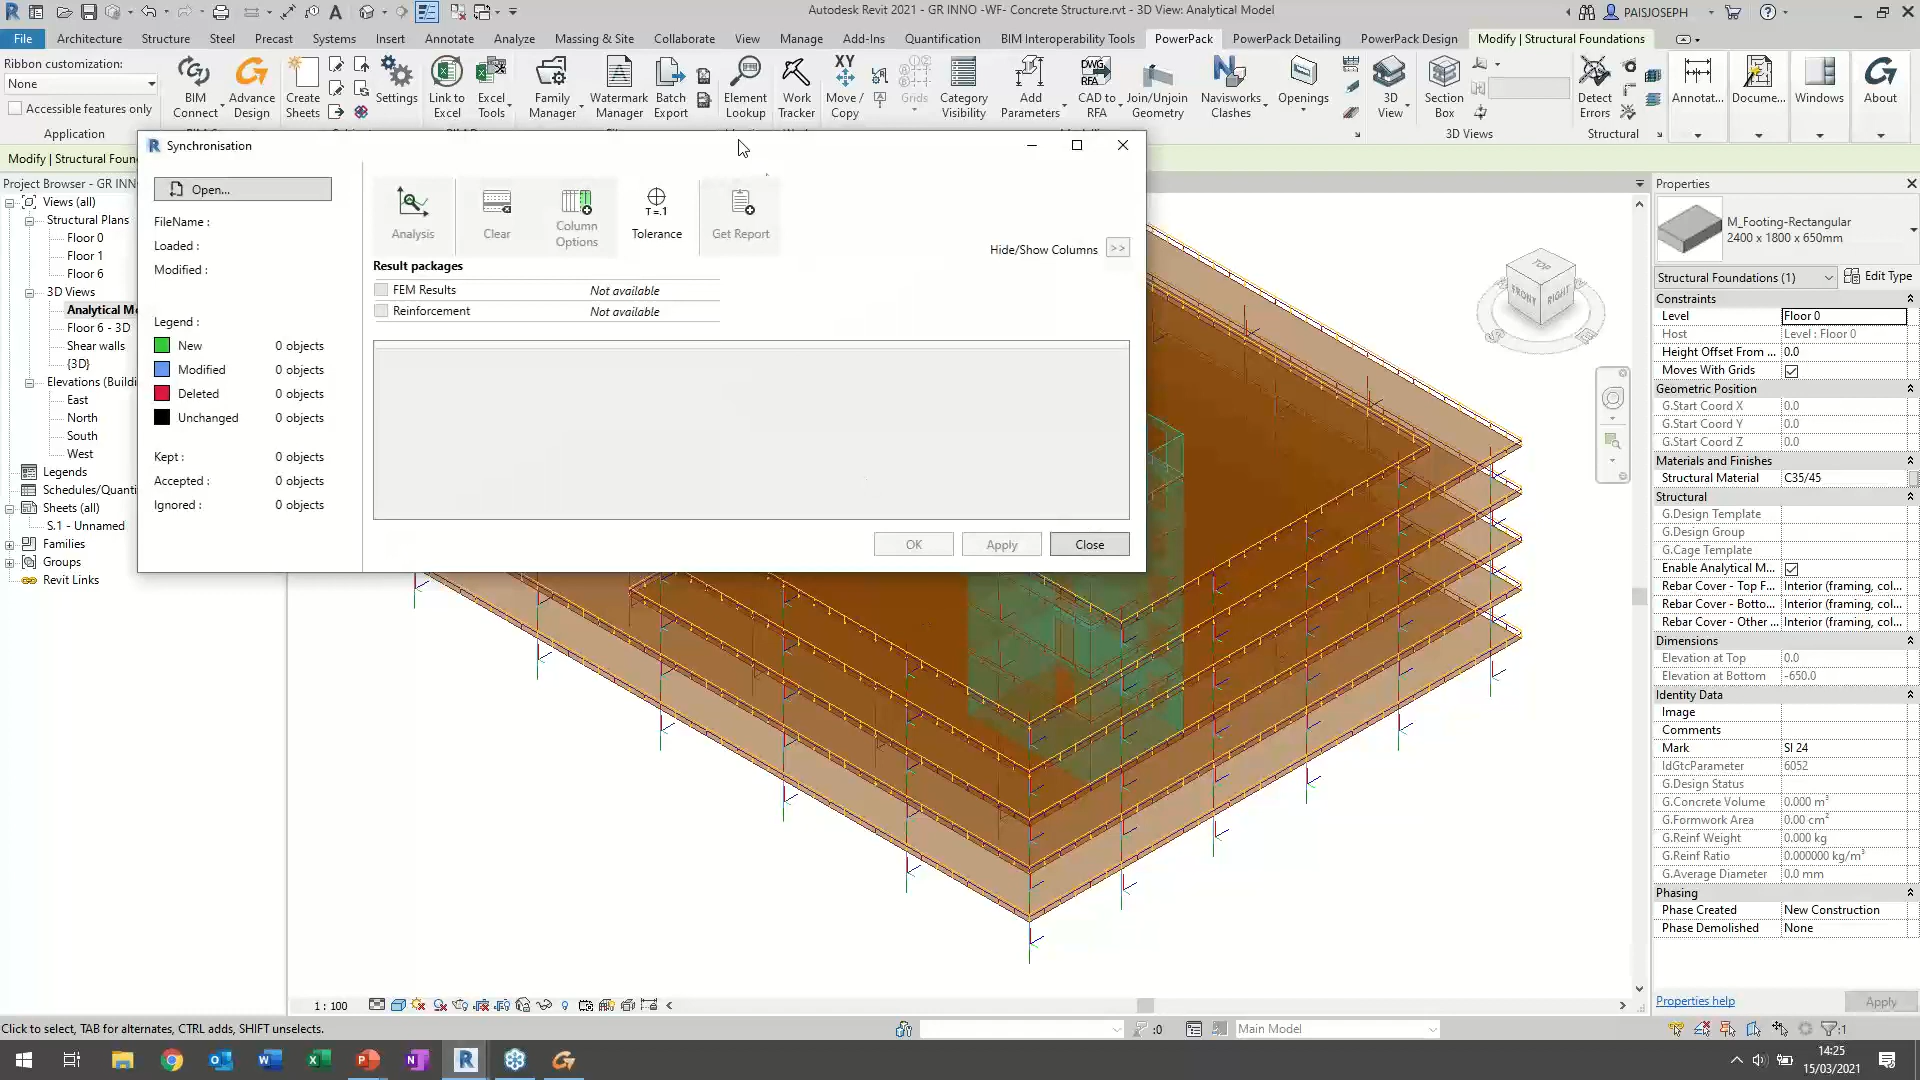 Autodesk Revit 2021 - GR INNO -WF- Concrete Structure.rvt - 3D View: Analytical Model
PAISJOSEPH
File Architecture Structure Steel Precast Systems Insert Annotate Analyze Massing & Site Collaborate View Manage Add-Ins Quantification BIM Interoperability Tools PowerPack PowerPack Detailing PowerPack Design Modify | Structural Foundations
Ribbon customization:
None
Accessible features only
Application
BIM Connect
Advance Design
Create Sheets
Settings
Link to Excel
Excel Tools
Family Manager
Watermark Manager
Batch Export
Element Lookup
Work Tracker
XY
Move / Copy
Grids
Category Visibility
Add Parameters
DWG
RFA
CAD to RFA
Join/Unjoin Geometry
Navisworks Clashes
Openings
3D View
Section Box
3D Views
Detect Errors
Structural
Annotat...
Docume...
Windows
About
Modify | Structural Foun
Project Browser - GR INN
Views (all)
Structural Plans
Floor 0
Floor 1
Floor 6
3D Views
Analytical Mo
Floor 6 - 3D
Shear walls
{3D}
Elevations (Buildi
East
North
South
West
Legends
Schedules/Quanti
Sheets (all)
S.1 - Unnamed
Families
Groups
Revit Links
Synchronisation
Open...
FileName :
Loaded :
Modified :
Legend :
New 0 objects
Modified 0 objects
Deleted 0 objects
Unchanged 0 objects
Kept : 0 objects
Accepted : 0 objects
Ignored : 0 objects
Analysis
Clear
Column Options
T=.1
Tolerance
Get Report
Hide/Show Columns >>
Result packages
FEM Results Not available
Reinforcement Not available
OK Apply Close
TOP
FRONT
RIGHT
Properties
M_Footing-Rectangular
2400 x 1800 x 650mm
Structural Foundations (1) Edit Type
Constraints
Level Floor 0
Host Level : Floor 0
Height Offset From ... 0.0
Moves With Grids
Geometric Position
G.Start Coord X 0.0
G.Start Coord Y 0.0
G.Start Coord Z 0.0
Materials and Finishes
Structural Material C35/45
Structural
G.Design Template
G.Design Group
G.Cage Template
Enable Analytical M...
Rebar Cover - Top F... Interior (framing, col...
Rebar Cover - Botto... Interior (framing, col...
Rebar Cover - Other ... Interior (framing, col...
Dimensions
Elevation at Top 0.0
Elevation at Bottom -650.0
Identity Data
Image
Comments
Mark SI 24
IdGtcParameter 6052
G.Design Status
G.Concrete Volume 0.000 m³
G.Formwork Area 0.00 cm²
G.Reinf Weight 0.000 kg
G.Reinf Ratio 0.000000 kg/m³
G.Average Diameter 0.0 mm
Phasing
Phase Created New Construction
Phase Demolished None
Properties help Apply
1 : 100
Click to select, TAB for alternates, CTRL adds, SHIFT unselects.
:0
Main Model
:1
14:25
15/03/2021